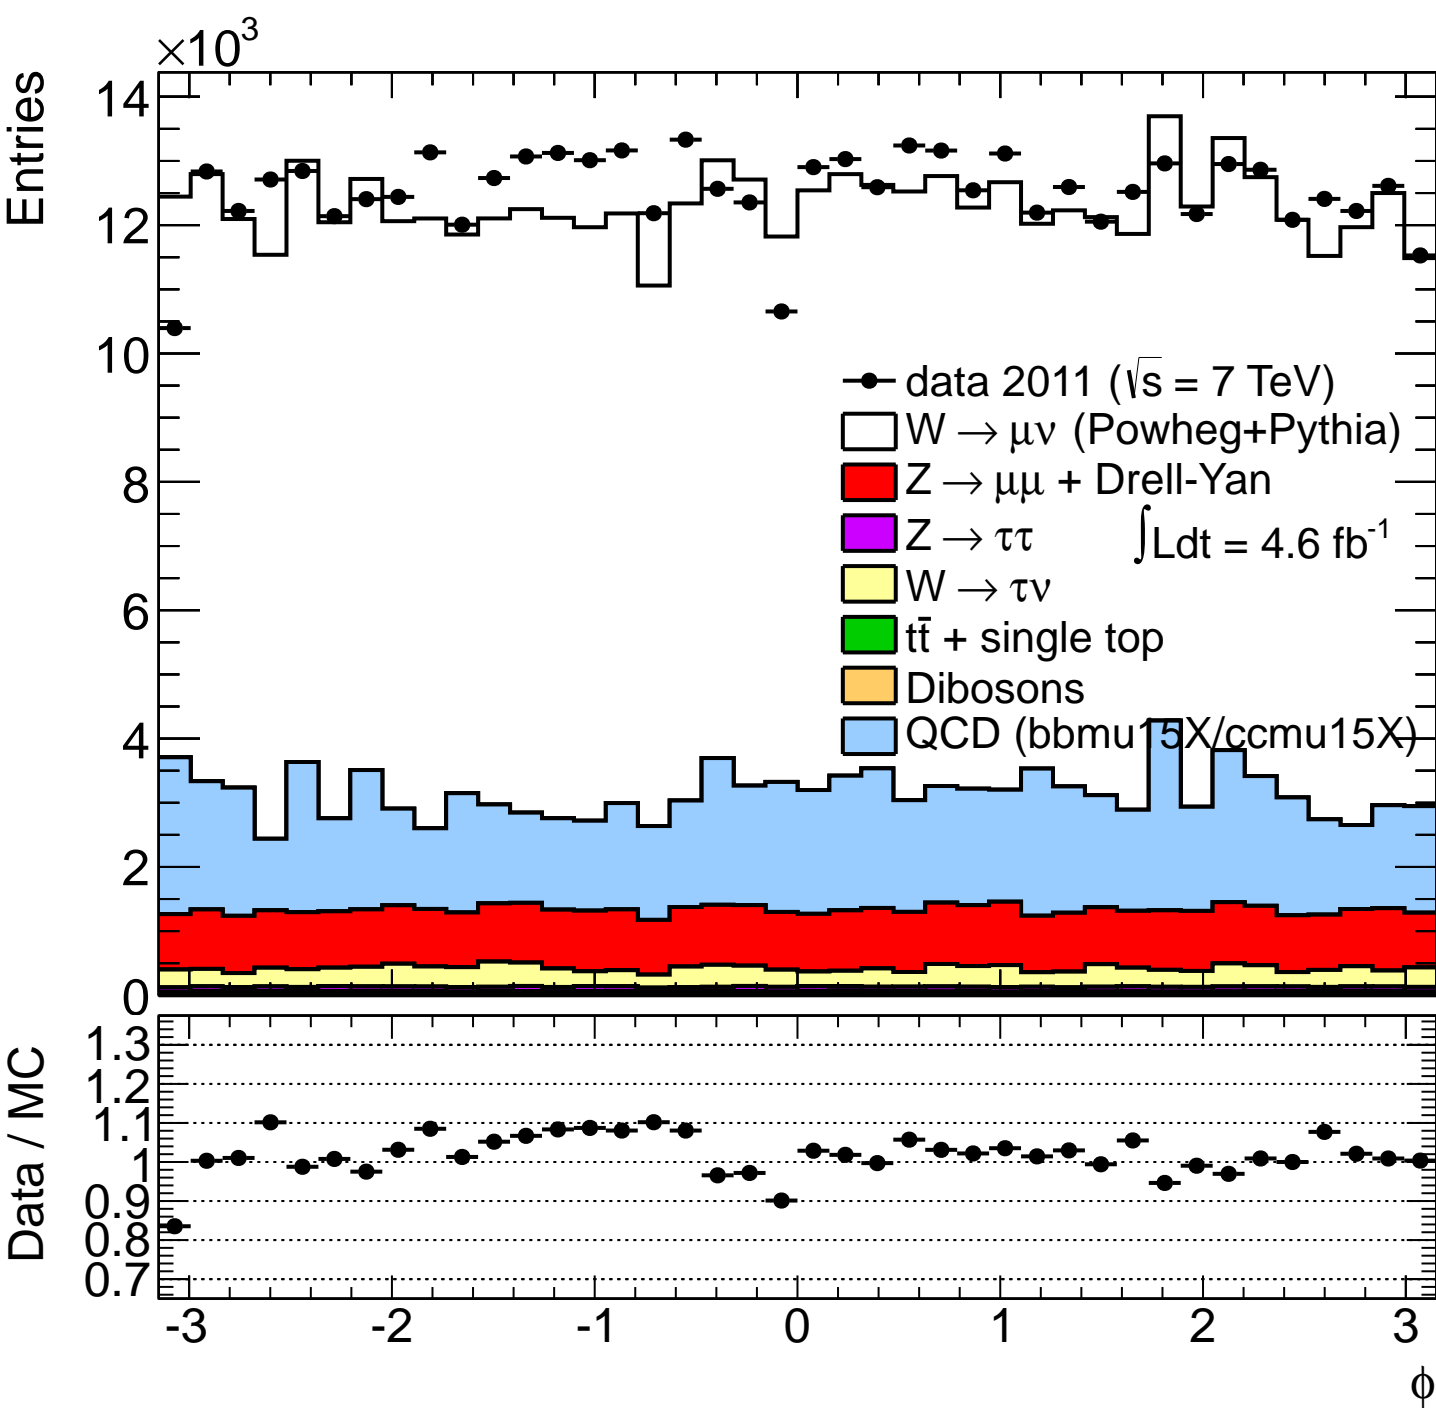 ×10³
Entries
14
12
10
8
6
4
2
0
data 2011 (√s = 7 TeV)
W → μν (Powheg+Pythia)
Z → μμ + Drell-Yan
Z → ττ
∫Ldt = 4.6 fb⁻¹
W → τν
tt̄ + single top
Dibosons
QCD (bbmu15X/ccmu15X)
Data / MC
1.3
1.2
1.1
1
0.9
0.8
0.7
-3 -2 -1 0 1 2 3
ϕ